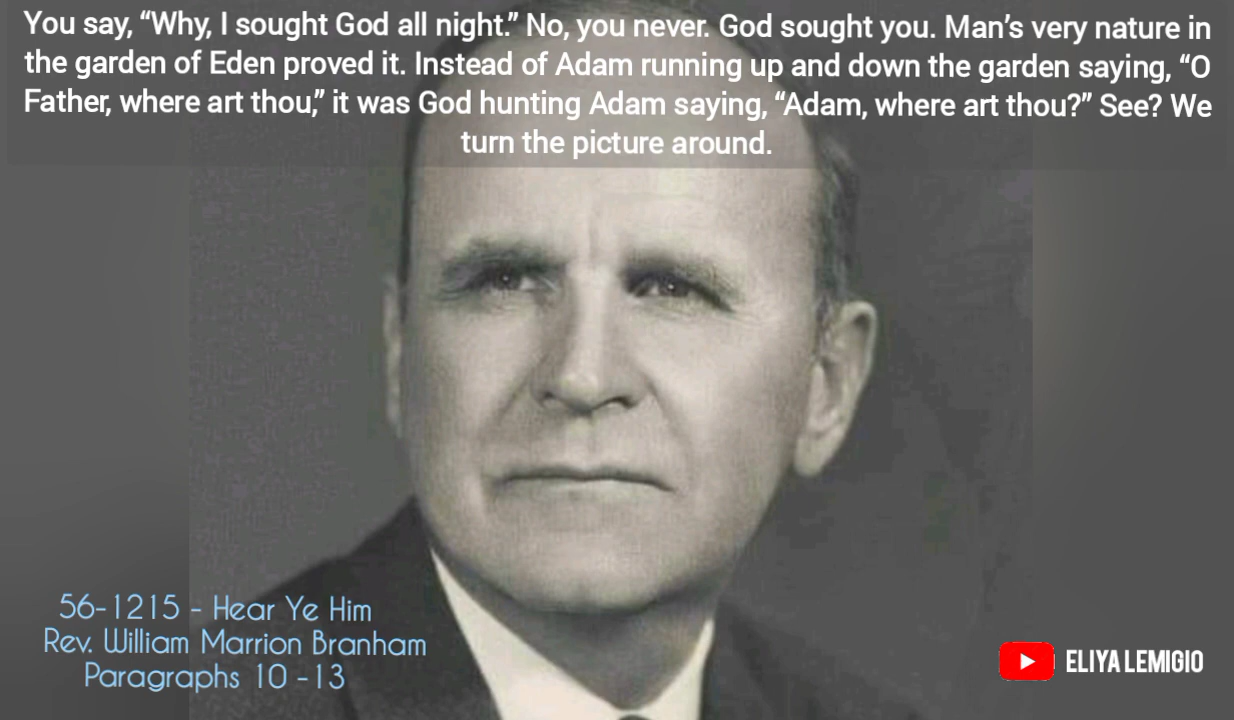 You say, “Why, I sought God all night.” No, you never. God sought you. Man’s very nature in
the garden of Eden proved it. Instead of Adam running up and down the garden saying, “O
Father, where art thou,” it was God hunting Adam saying, “Adam, where art thou?” See? We
turn the picture around.
56-1215 - Hear Ye Him
Rev. William Marrion Branham
Paragraphs 10 -13
ELIYA LEMIGIO